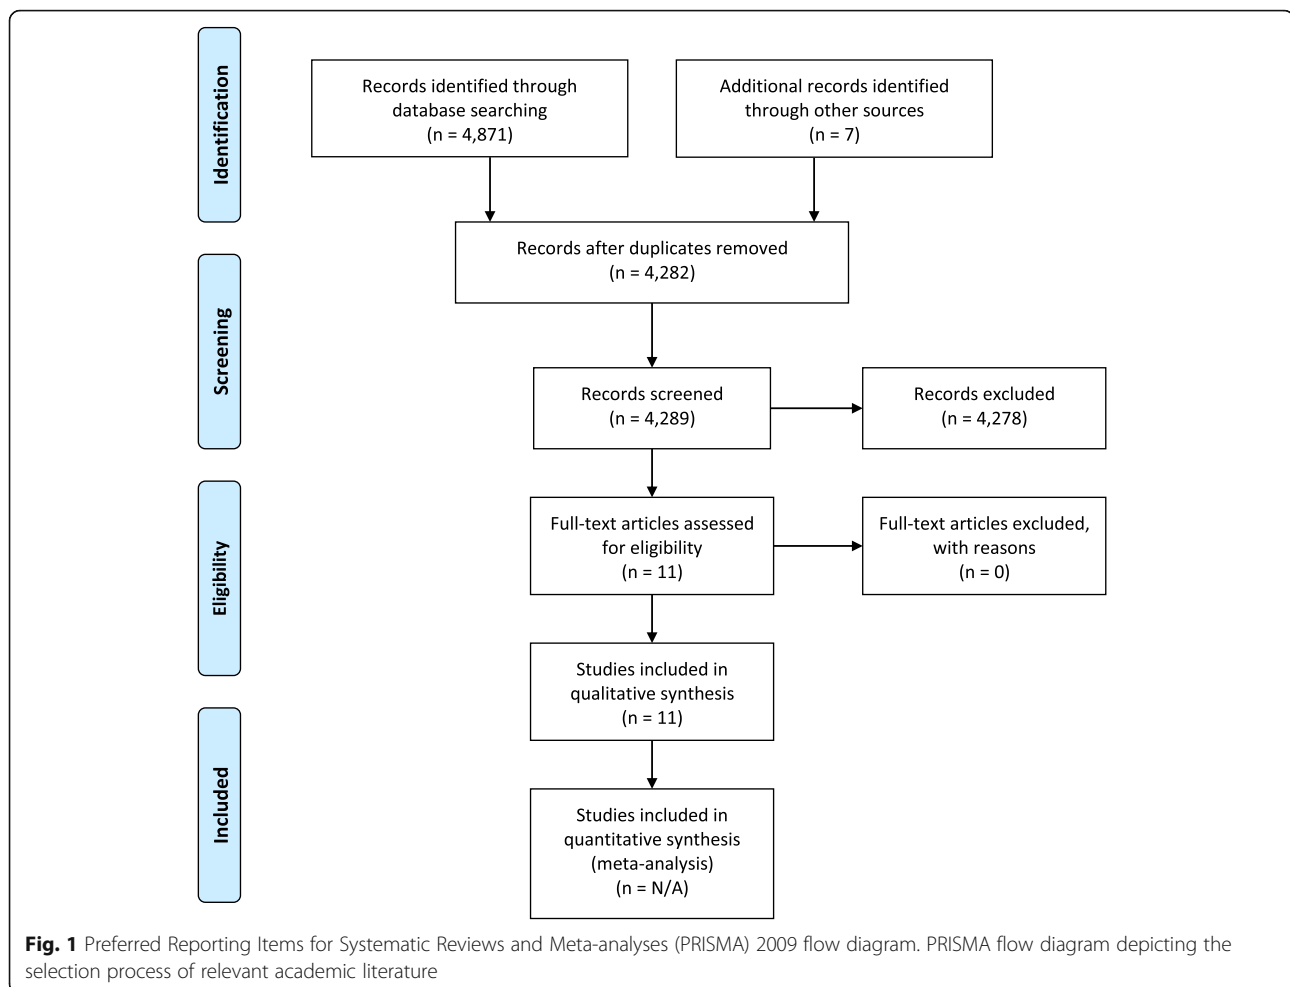 Identification
Records identified through
database searching
(n = 4,871)
Additional records identified
through other sources
(n = 7)
Records after duplicates removed
(n = 4,282)
Screening
Records screened
(n = 4,289)
Records excluded
(n = 4,278)
Eligibility
Full-text articles assessed
for eligibility
(n = 11)
Full-text articles excluded,
with reasons
(n = 0)
Studies included in
qualitative synthesis
(n = 11)
Included
Studies included in
quantitative synthesis
(meta-analysis)
(n = N/A)
Fig. 1 Preferred Reporting Items for Systematic Reviews and Meta-analyses (PRISMA) 2009 flow diagram. PRISMA flow diagram depicting the
selection process of relevant academic literature